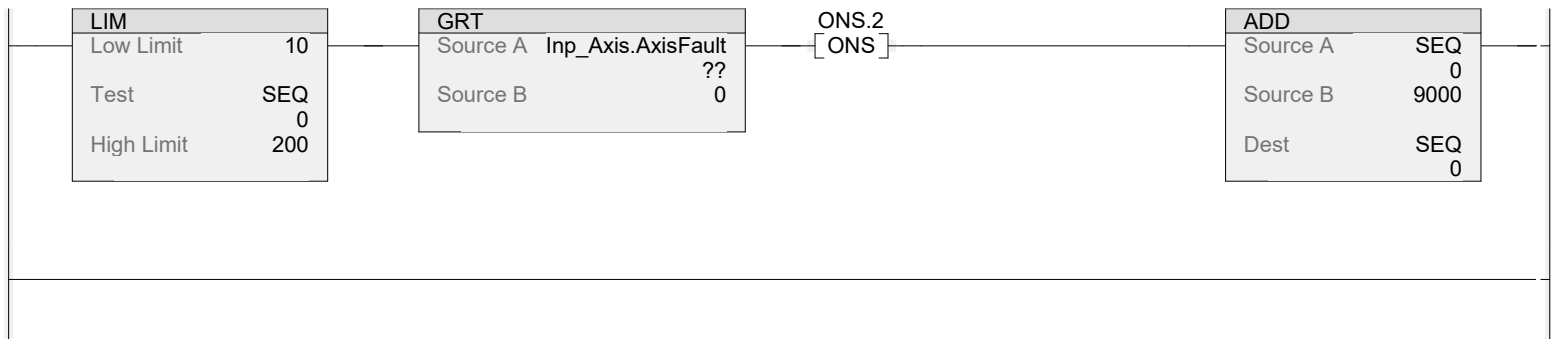 LIM
Low Limit 10
Test SEQ
0
High Limit 200
GRT
Source A Inp_Axis.AxisFault
??
Source B 0
ONS.2
ONS
ADD
Source A SEQ
0
Source B 9000
Dest SEQ
0